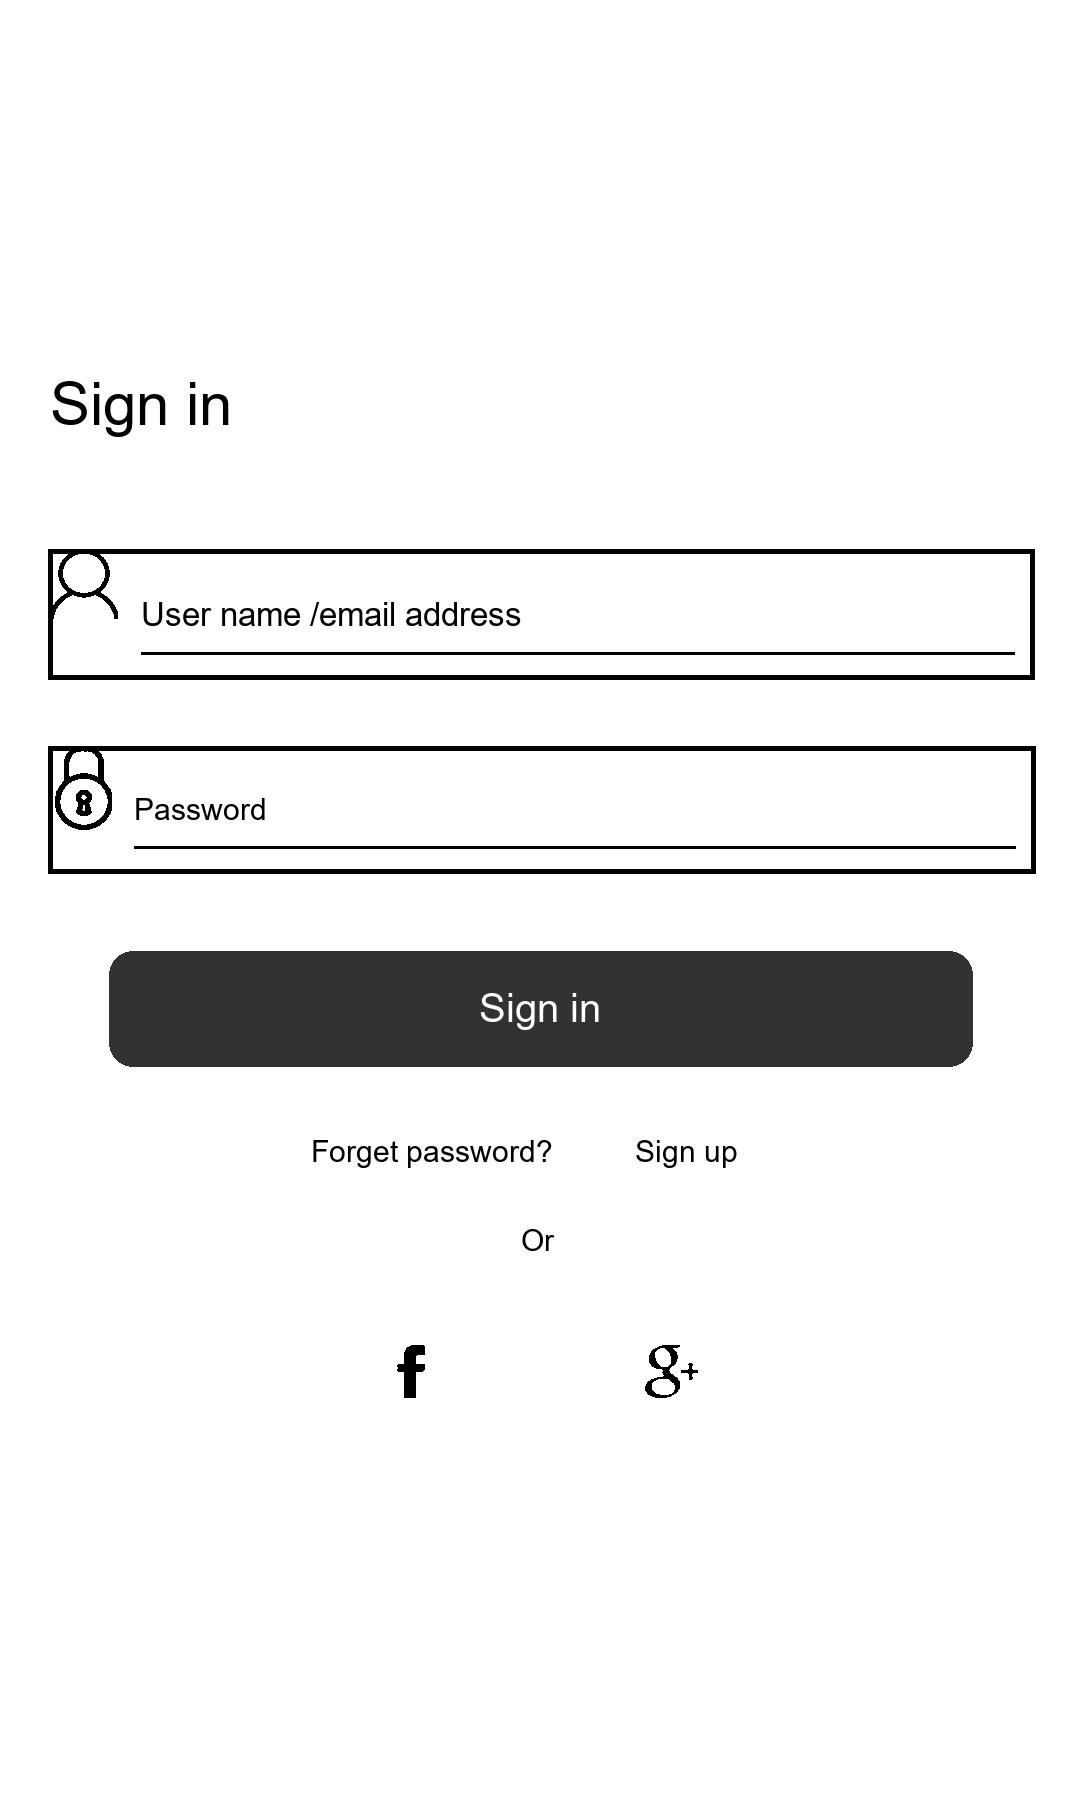 Sign in
User name /email address
Password
Sign in
Forget password? Sign up
Or
f g+